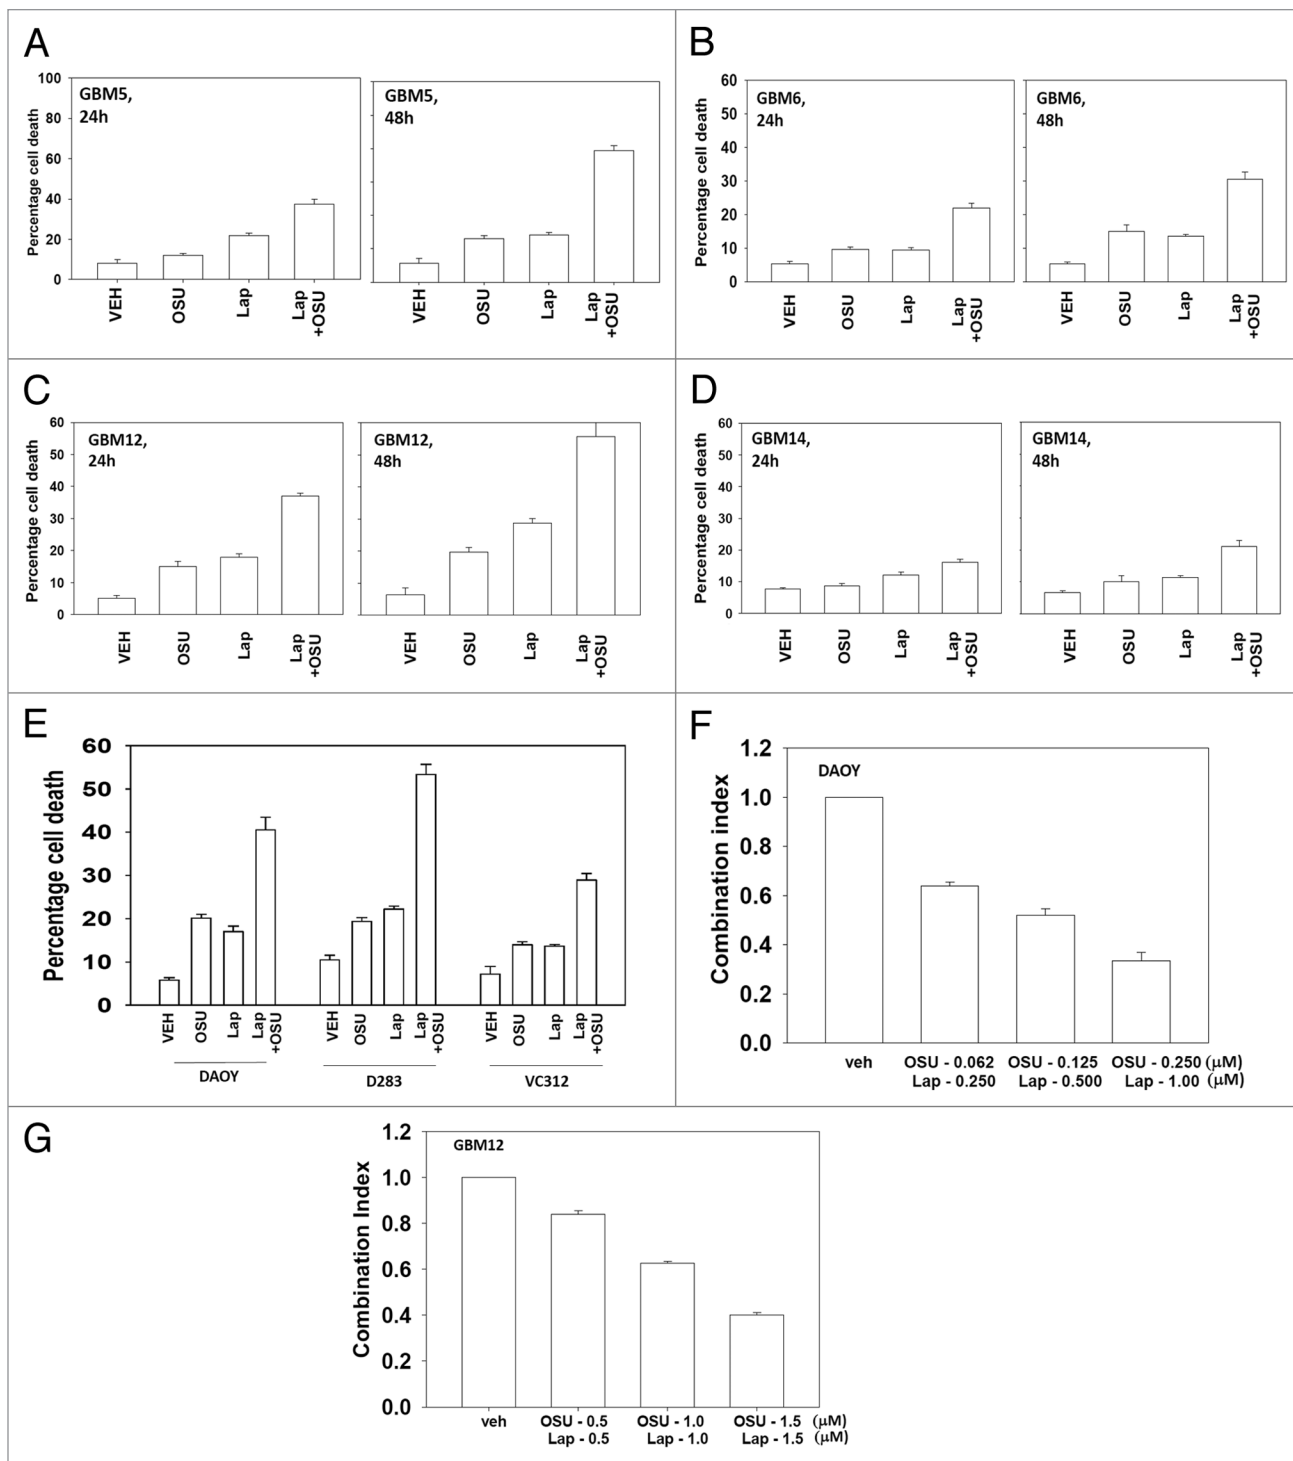 A
GBM5,
24h
GBM5,
48h
Percentage cell death
100
80
60
40
20
0
VEH
OSU
Lap
Lap
+OSU
VEH
OSU
Lap
Lap
+OSU
B
GBM6,
24h
GBM6,
48h
Percentage cell death
60
50
40
30
20
10
0
VEH
OSU
Lap
Lap
+OSU
VEH
OSU
Lap
Lap
+OSU
C
GBM12,
24h
GBM12,
48h
Percentage cell death
60
50
40
30
20
10
0
VEH
OSU
Lap
Lap
+OSU
VEH
OSU
Lap
Lap
+OSU
D
GBM14,
24h
GBM14,
48h
Percentage cell death
60
50
40
30
20
10
0
VEH
OSU
Lap
Lap
+OSU
VEH
OSU
Lap
Lap
+OSU
E
Percentage cell death
60
50
40
30
20
10
0
VEH
OSU
Lap
Lap
+OSU
VEH
OSU
Lap
Lap
+OSU
VEH
OSU
Lap
Lap
+OSU
DAOY
D283
VC312
F
DAOY
Combination index
1.2
1.0
0.8
0.6
0.4
0.2
0.0
veh
OSU - 0.062
Lap - 0.250
OSU - 0.125
Lap - 0.500
OSU - 0.250 (µM)
Lap - 1.00 (µM)
G
GBM12
Combination Index
1.2
1.0
0.8
0.6
0.4
0.2
0.0
veh
OSU - 0.5
Lap - 0.5
OSU - 1.0
Lap - 1.0
OSU - 1.5 (µM)
Lap - 1.5 (µM)